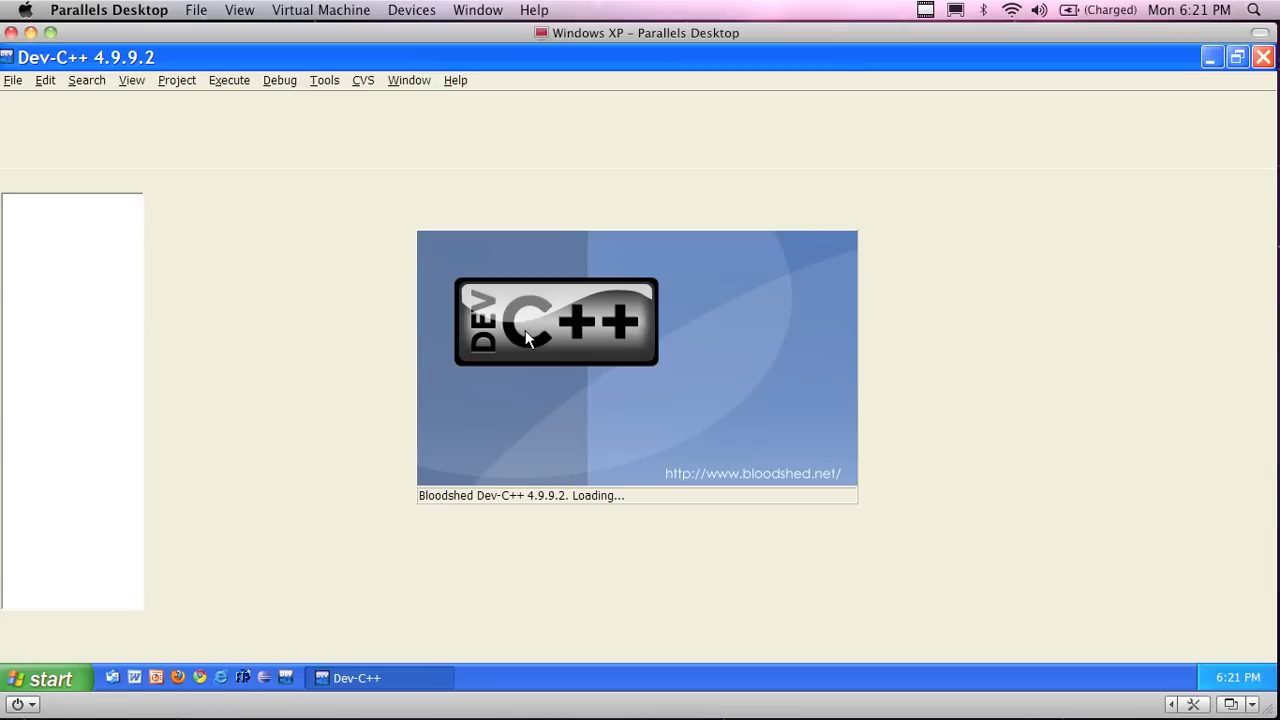 Parallels Desktop File View Virtual Machine Devices Window Help (Charged) Mon 6:21 PM
Windows XP – Parallels Desktop
Dev-C++ 4.9.9.2
File Edit Search View Project Execute Debug Tools CVS Window Help
DEV C++
http://www.bloodshed.net/
Bloodshed Dev-C++ 4.9.9.2. Loading...
start Dev-C++ 6:21 PM